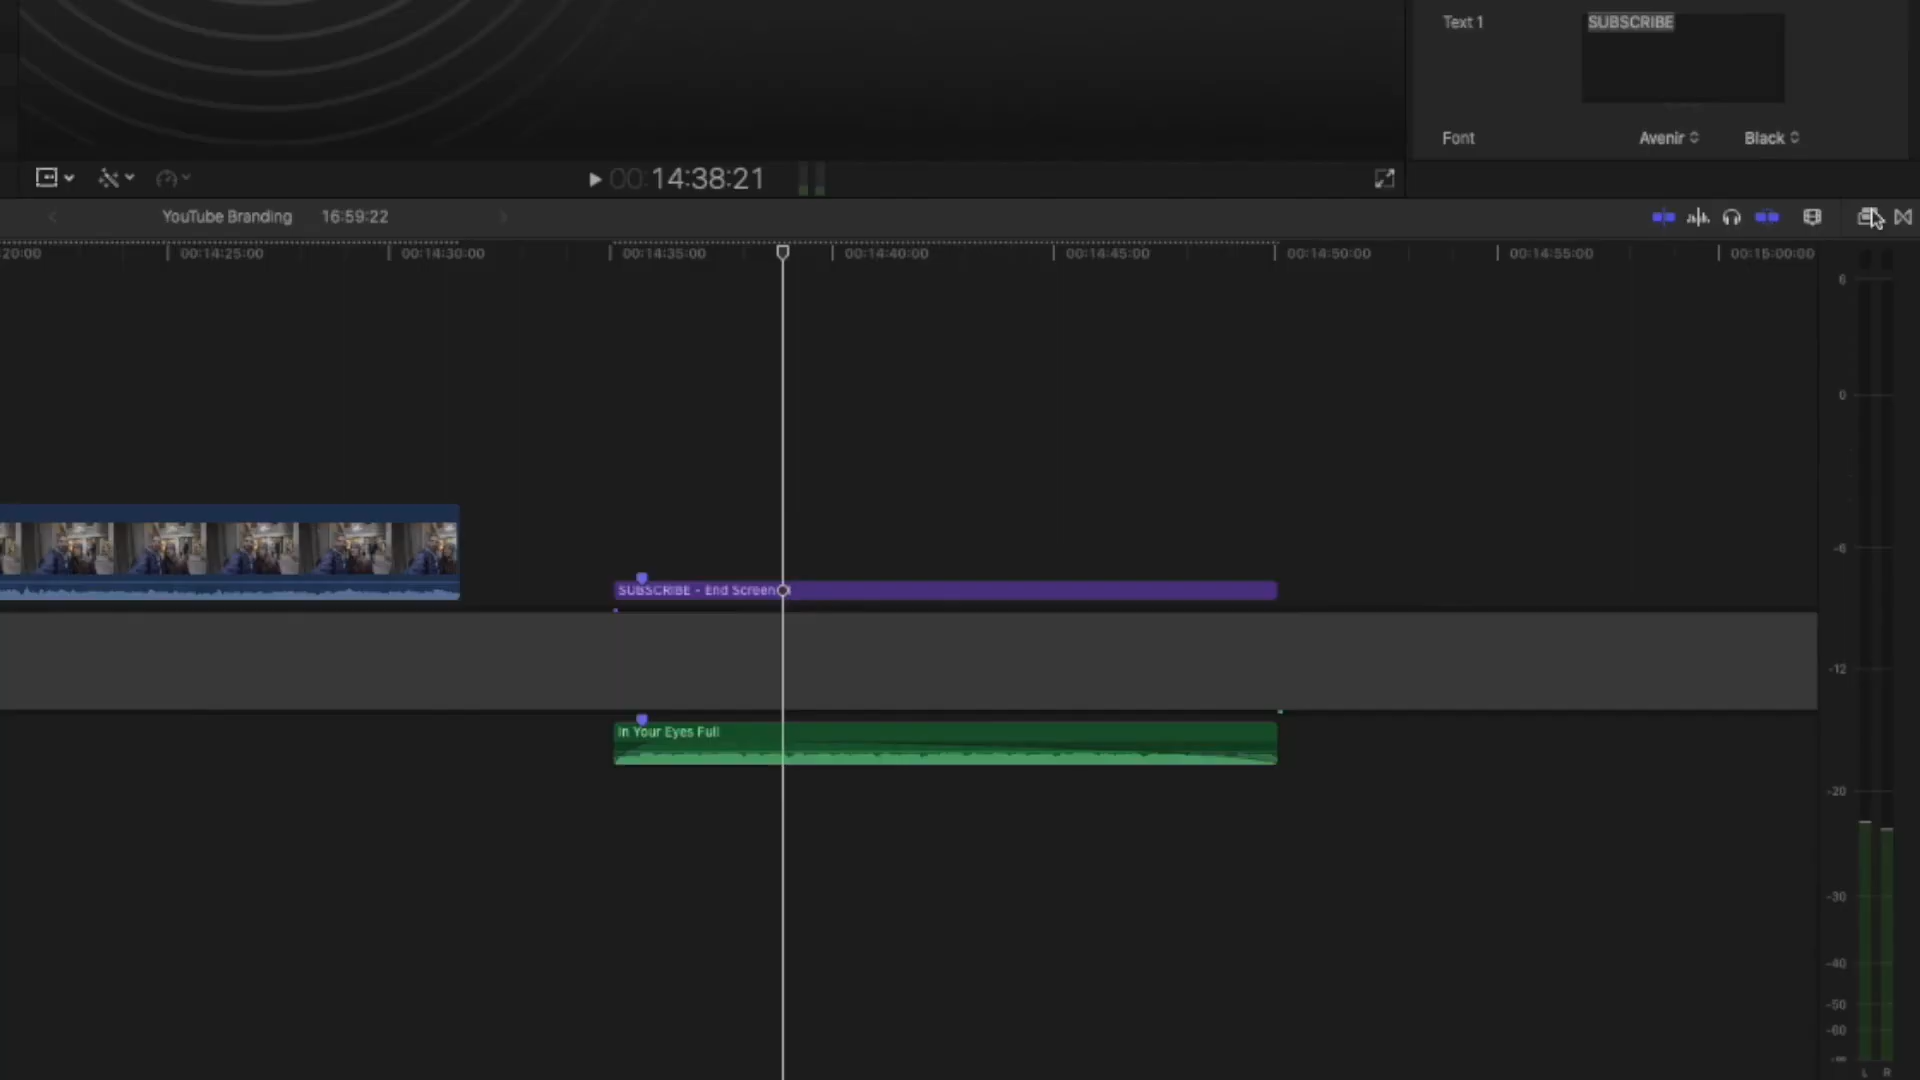 Text 1
SUBSCRIBE
Font
Avenir
Black
00:14:38:21
YouTube Branding
16:59:22
20:00
00:14:25:00
00:14:30:00
00:14:35:00
00:14:40:00
00:14:45:00
00:14:50:00
00:14:55:00
00:15:00:00
6
0
-6
SUBSCRIBE - End Screen
-12
In Your Eyes Full
-20
-30
-40
-50
-60
L
R